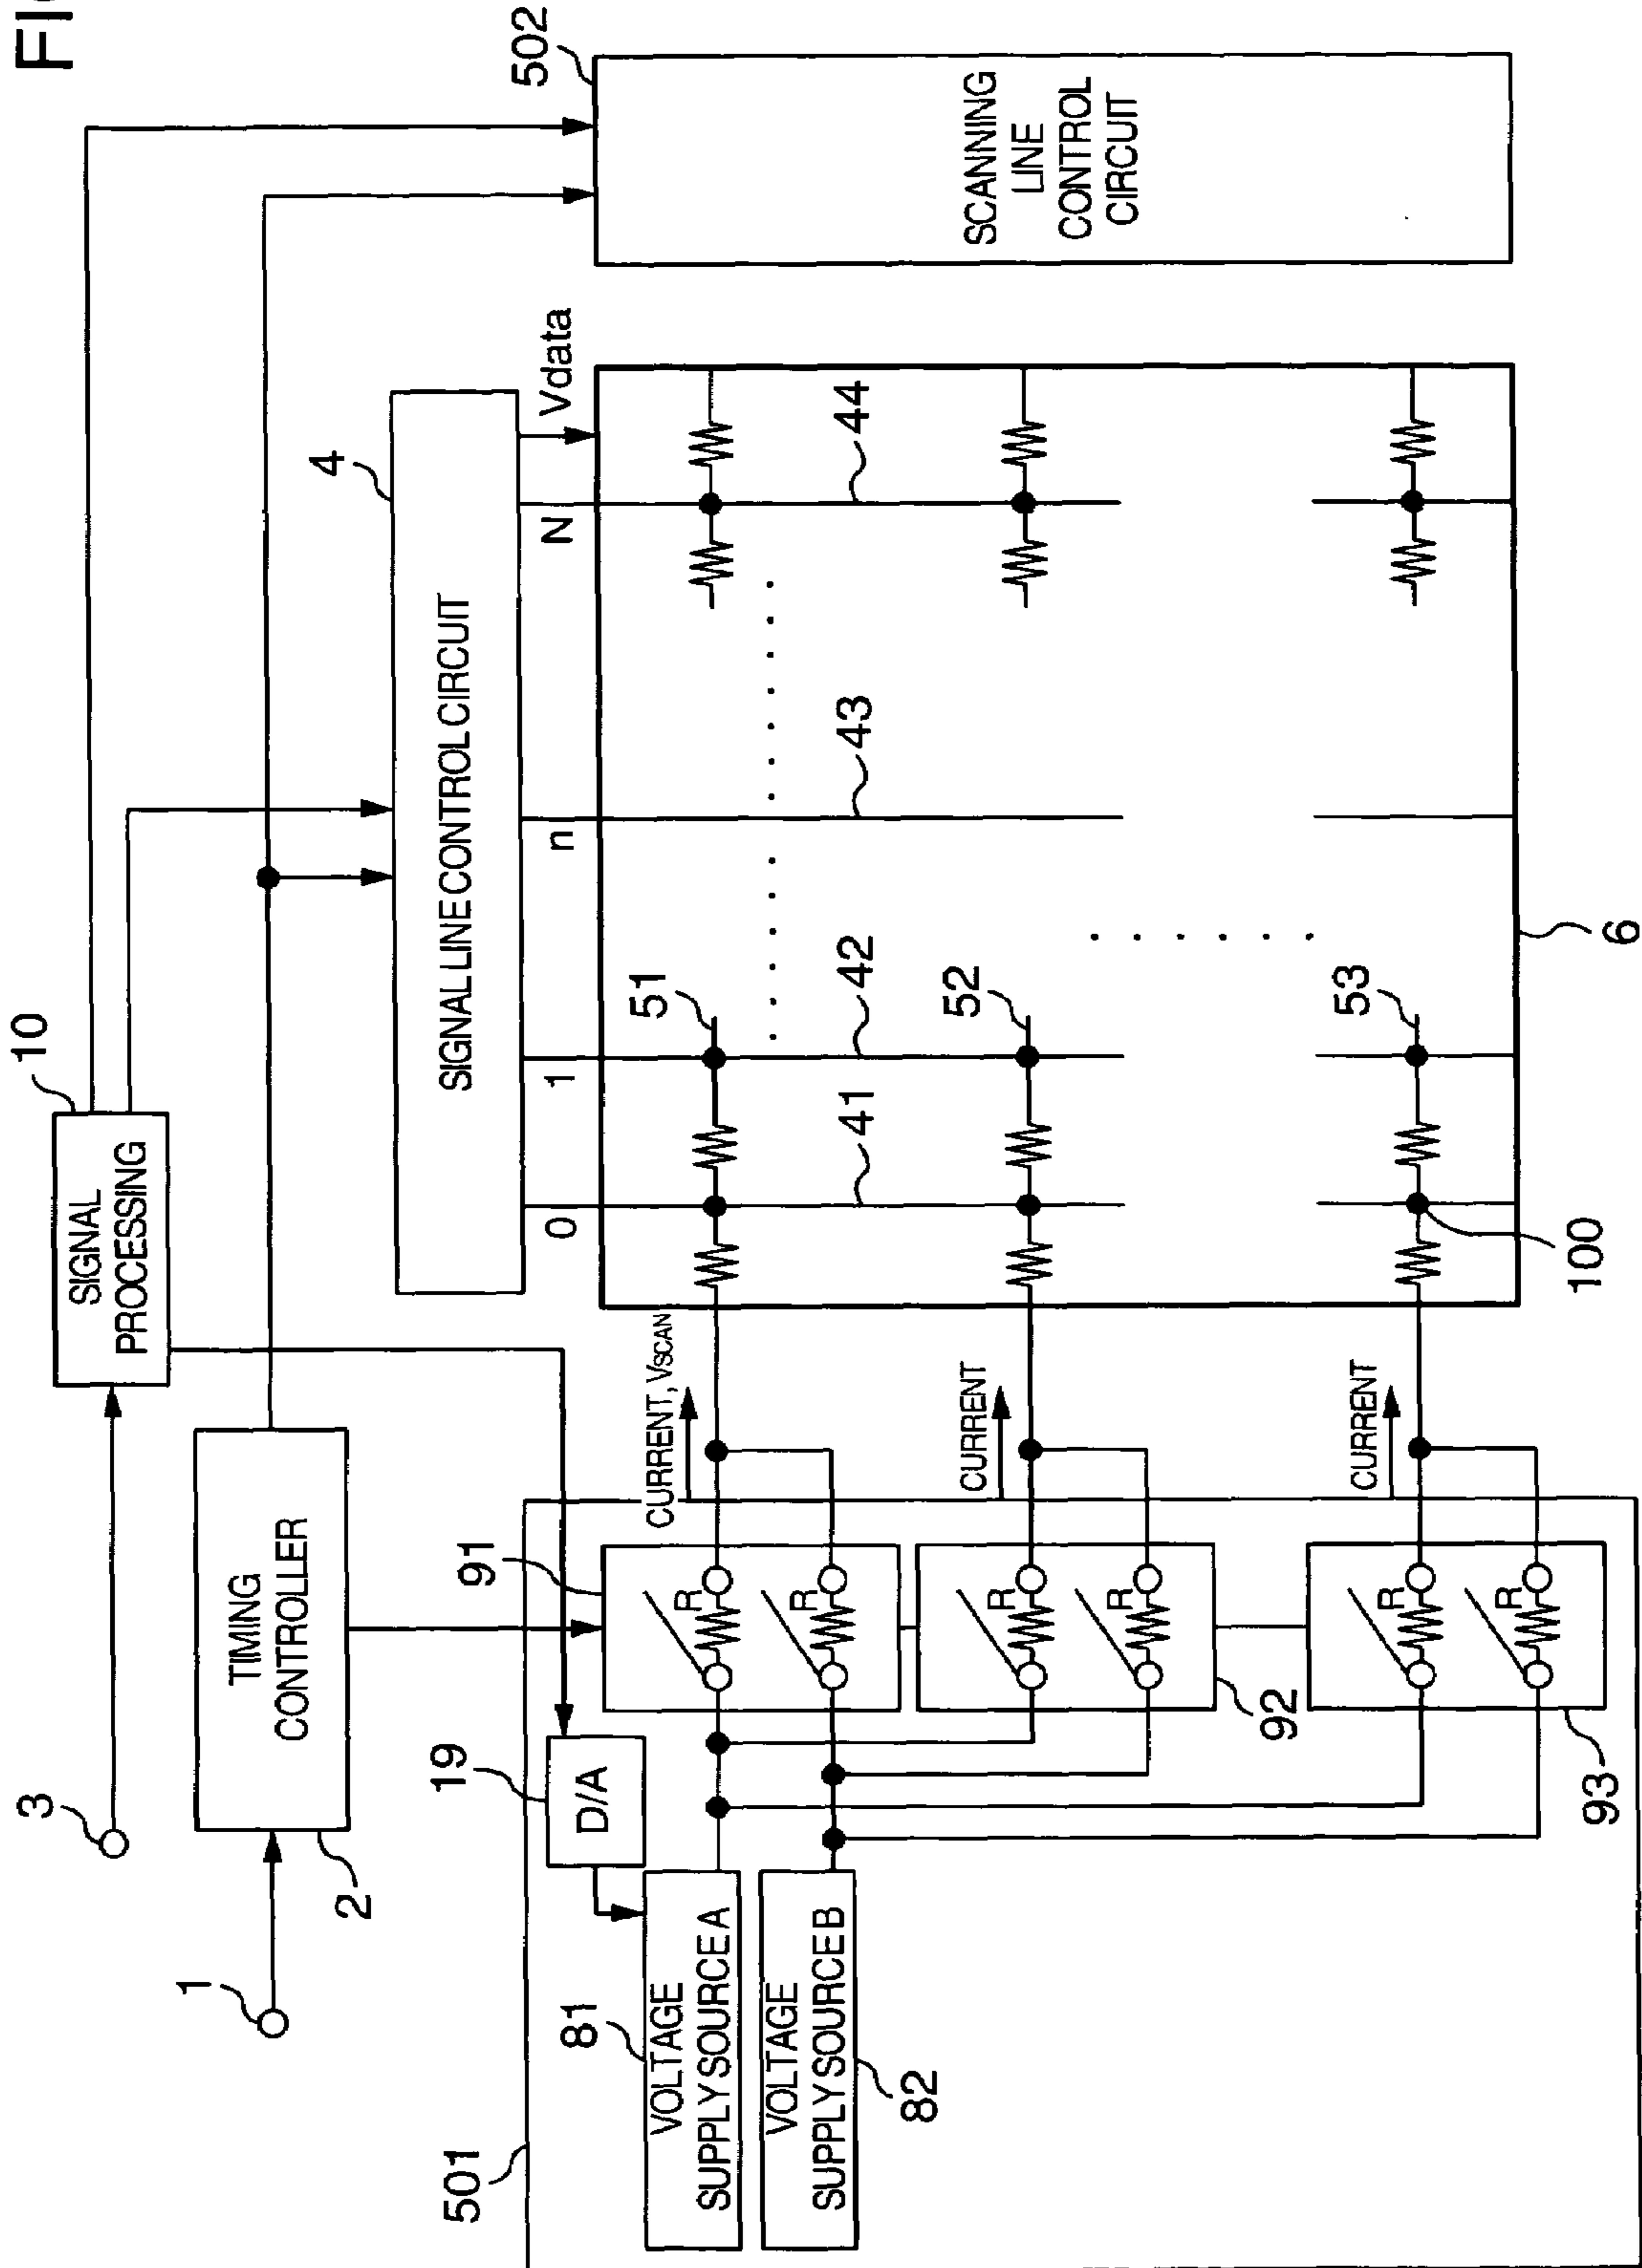 FIG
3
10
SIGNAL
PROCESSING
1
2
TIMING
CONTROLLER
4
SIGNAL LINE CONTROL CIRCUIT
502
SCANNING
LINE
CONTROL
CIRCUIT
0
1
n
N
Vdata
501
19
D/A
81
VOLTAGE
SUPPLY SOURCE A
VOLTAGE
SUPPLY SOURCE B
82
91
R
R
CURRENT, VSCAN
92
R
R
CURRENT
93
R
R
CURRENT
51
41
42
43
44
52
53
100
6